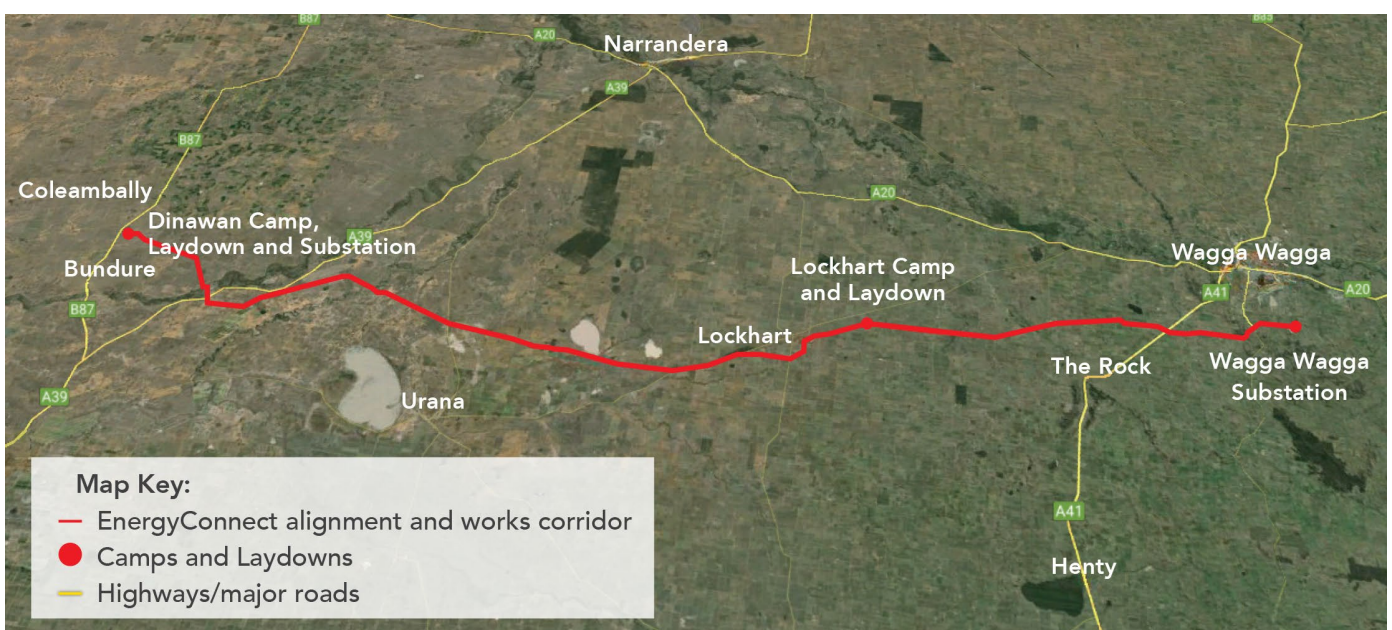 B87
A20
Narrandera
B85
A39
B87
Coleambally
A20
Dinawan Camp,
Laydown and Substation
A39
Bundure
Wagga Wagga
Lockhart Camp
and Laydown
A41
A20
B87
Lockhart
The Rock
Wagga Wagga
Substation
A39
Urana
Map Key:
EnergyConnect alignment and works corridor
Camps and Laydowns
Highways/major roads
A41
Henty